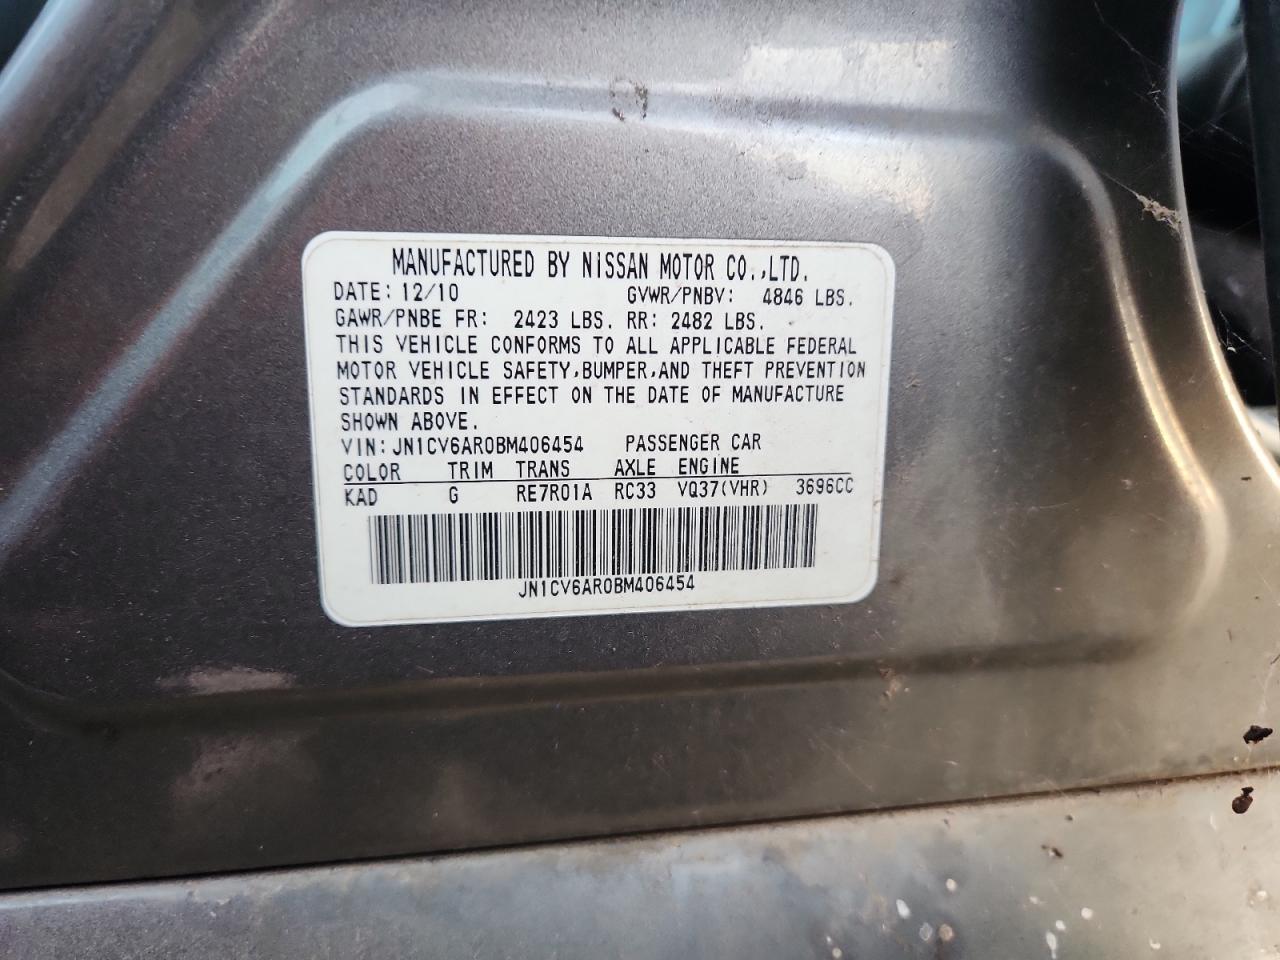 MANUFACTURED BY NISSAN MOTOR CO.,LTD.
DATE: 12/10 GVWR/PNBV: 4846 LBS.
GAWR/PNBE FR: 2423 LBS. RR: 2482 LBS.
THIS VEHICLE CONFORMS TO ALL APPLICABLE FEDERAL
MOTOR VEHICLE SAFETY,BUMPER,AND THEFT PREVENTION
STANDARDS IN EFFECT ON THE DATE OF MANUFACTURE
SHOWN ABOVE.
VIN: JN1CV6AR0BM406454 PASSENGER CAR
COLOR TRIM TRANS AXLE ENGINE
KAD G RE7R01A RC33 VQ37(VHR) 3696CC
JN1CV6AR0BM406454